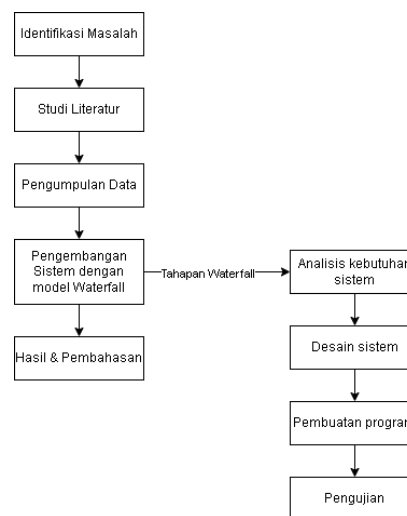 Identifikasi Masalah
Studi Literatur
Pengumpulan Data
Pengembangan
Sistem dengan
model Waterfall
Hasil & Pembahasan
Tahapan Waterfall
Analisis kebutuhan
sistem
Desain sistem
Pembuatan program
Pengujian